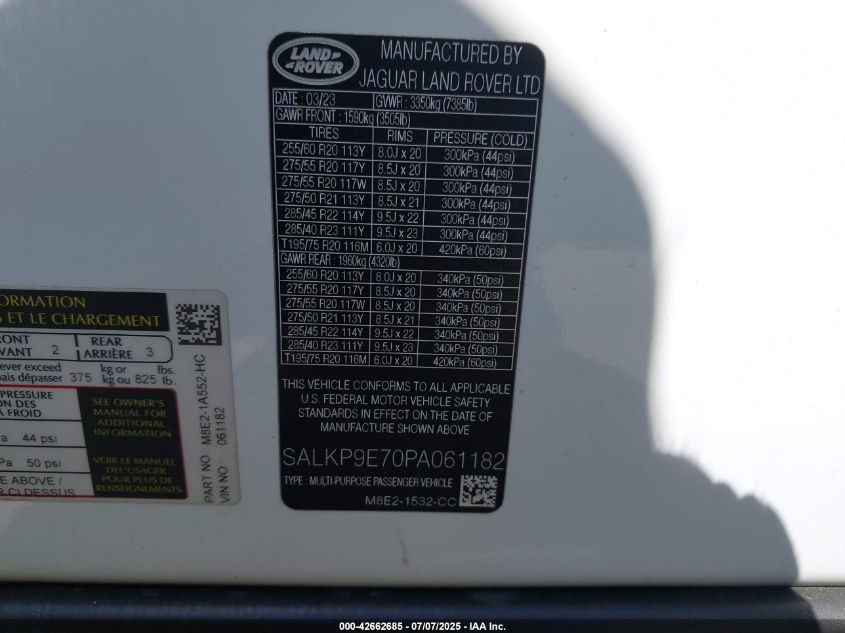 LAND ROVER
MANUFACTURED BY
JAGUAR LAND ROVER LTD
DATE : 03/23 GVWR : 3350kg (7385lb)
GAWR FRONT : 1590kg (3505lb)
TIRES RIMS PRESSURE (COLD)
255/60 R20 113Y 8.0J x 20 300kPa (44psi)
275/55 R20 117Y 8.5J x 20 300kPa (44psi)
275/55 R20 117W 8.5J x 20 300kPa (44psi)
275/50 R21 113Y 8.5J x 21 300kPa (44psi)
285/45 R22 114Y 9.5J x 22 300kPa (44psi)
285/40 R23 111Y 9.5J x 23 300kPa (44psi)
T195/75 R20 116M 6.0J x 20 420kPa (60psi)
GAWR REAR : 1960kg (4320lb)
255/60 R20 113Y 8.0J x 20 340kPa (50psi)
275/55 R20 117Y 8.5J x 20 340kPa (50psi)
275/55 R20 117W 8.5J x 20 340kPa (50psi)
275/50 R21 113Y 8.5J x 21 340kPa (50psi)
285/45 R22 114Y 9.5J x 22 340kPa (50psi)
285/40 R23 111Y 9.5J x 23 340kPa (50psi)
T195/75 R20 116M 6.0J x 20 420kPa (60psi)
THIS VEHICLE CONFORMS TO ALL APPLICABLE
U.S. FEDERAL MOTOR VEHICLE SAFETY
STANDARDS IN EFFECT ON THE DATE OF
MANUFACTURE SHOWN ABOVE
SALKP9E70PA061182
TYPE : MULTI-PURPOSE PASSENGER VEHICLE
M8E2-1532-CC
ORMATION
S ET LE CHARGEMENT
RONT
VANT 2 REAR
ARRIÈRE 3
ever exceed
mais dépasser 375 kg or
kg ou 825 lbs.
lb.
PRESSURE
ON DES
A FROID
a 44 psi
Pa 50 psi
E ABOVE /
R CI-DESSUS
SEE OWNER'S
MANUAL FOR
ADDITIONAL
INFORMATION
VOIR LE MANUEL
DE L'USAGER
POUR PLUS DE
RENSEIGNEMENTS
PART NO : M8E2-1A552-HC
VIN NO : 061182
000-42662685 - 07/07/2025 - IAA Inc.